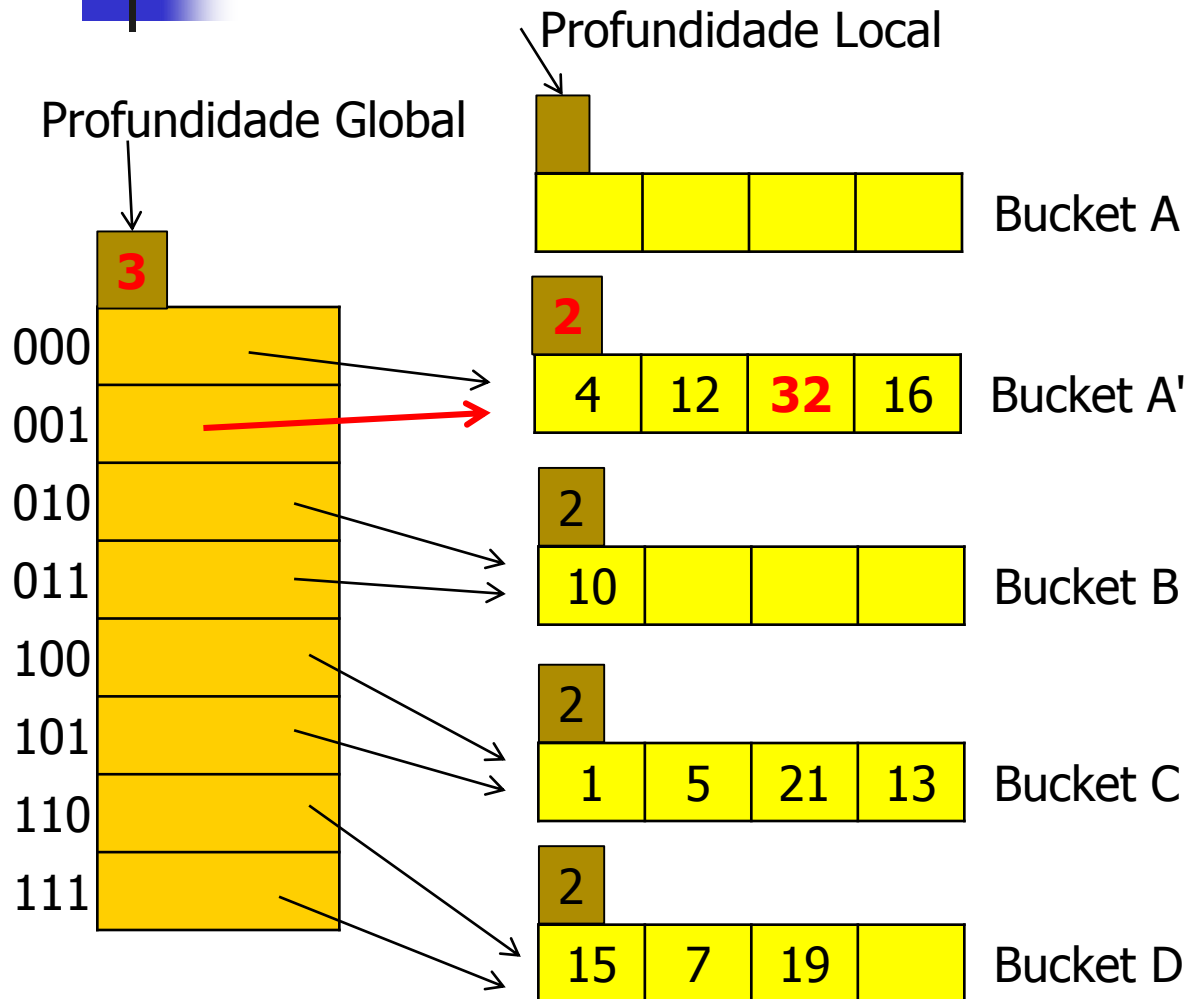 Profundidade Local
Profundidade Global
Bucket A
3
2
000
4 12 32 16 Bucket A'
001
2
010
011
10 Bucket B
100
2
101
1 5 21 13 Bucket C
110
2
111
15 7 19 Bucket D